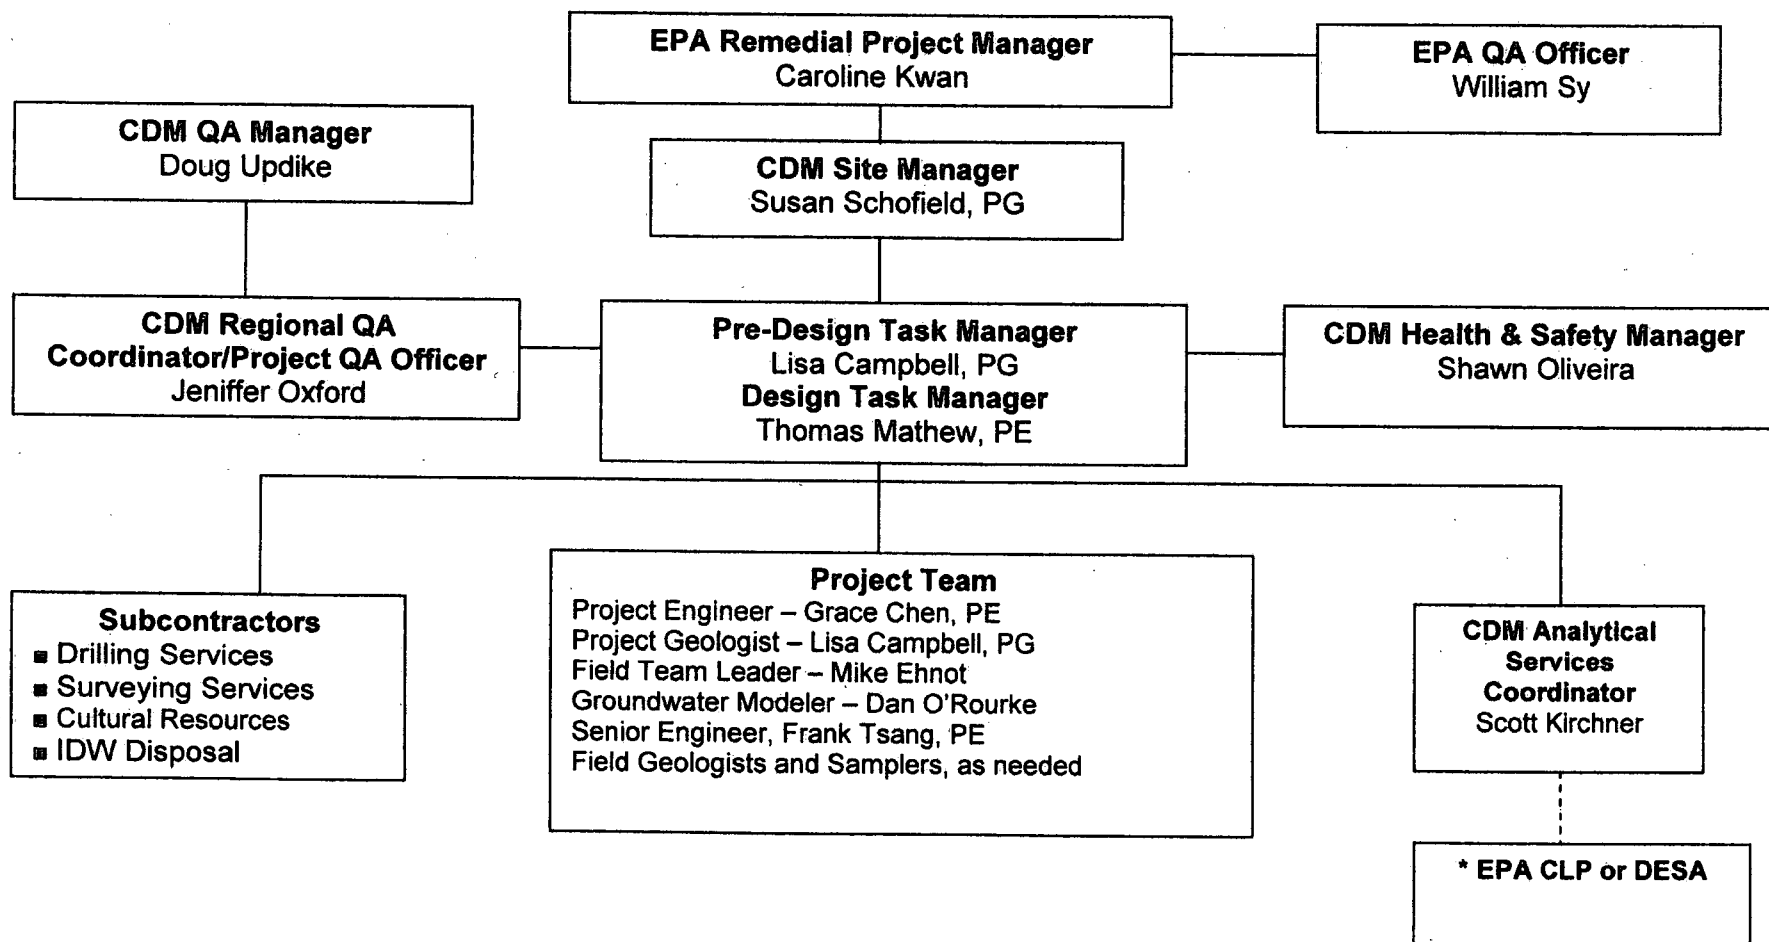 EPA Remedial Project Manager
Caroline Kwan
EPA QA Officer
William Sy
CDM QA Manager
Doug Updike
CDM Site Manager
Susan Schofield, PG
CDM Regional QA
Coordinator/Project QA Officer
Jeniffer Oxford
Pre-Design Task Manager
Lisa Campbell, PG
Design Task Manager
Thomas Mathew, PE
CDM Health & Safety Manager
Shawn Oliveira
Subcontractors
■ Drilling Services
■ Surveying Services
■ Cultural Resources
■ IDW Disposal
Project Team
Project Engineer – Grace Chen, PE
Project Geologist – Lisa Campbell, PG
Field Team Leader – Mike Ehnot
Groundwater Modeler – Dan O'Rourke
Senior Engineer, Frank Tsang, PE
Field Geologists and Samplers, as needed
CDM Analytical
Services
Coordinator
Scott Kirchner
* EPA CLP or DESA